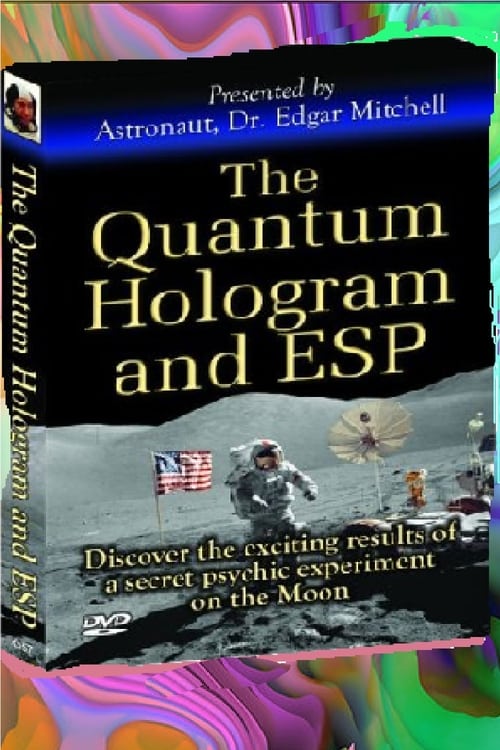 Presented by
Astronaut, Dr. Edgar Mitchell
The
Quantum
Hologram
and ESP
Discover the exciting results of
a secret psychic experiment
on the Moon
DVD
The Quantum Hologram and ESP